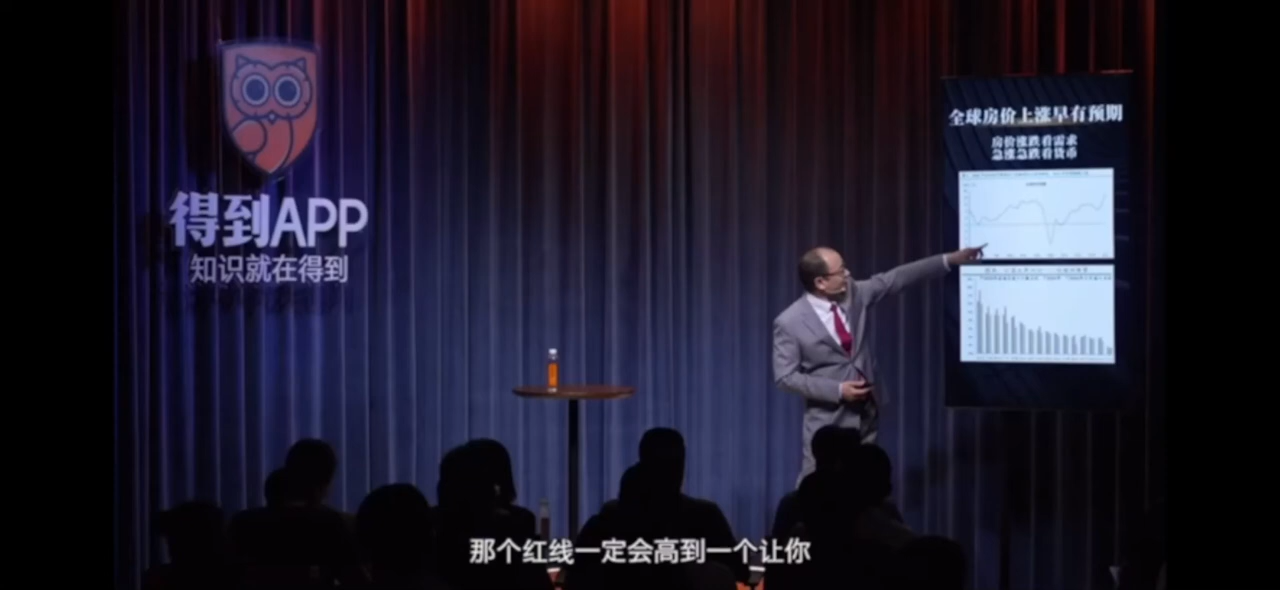 得到APP
知识就在得到
全球房价上涨早有预期
房价涨跌看需求
急涨急跌看货币
那个红线一定会高到一个让你